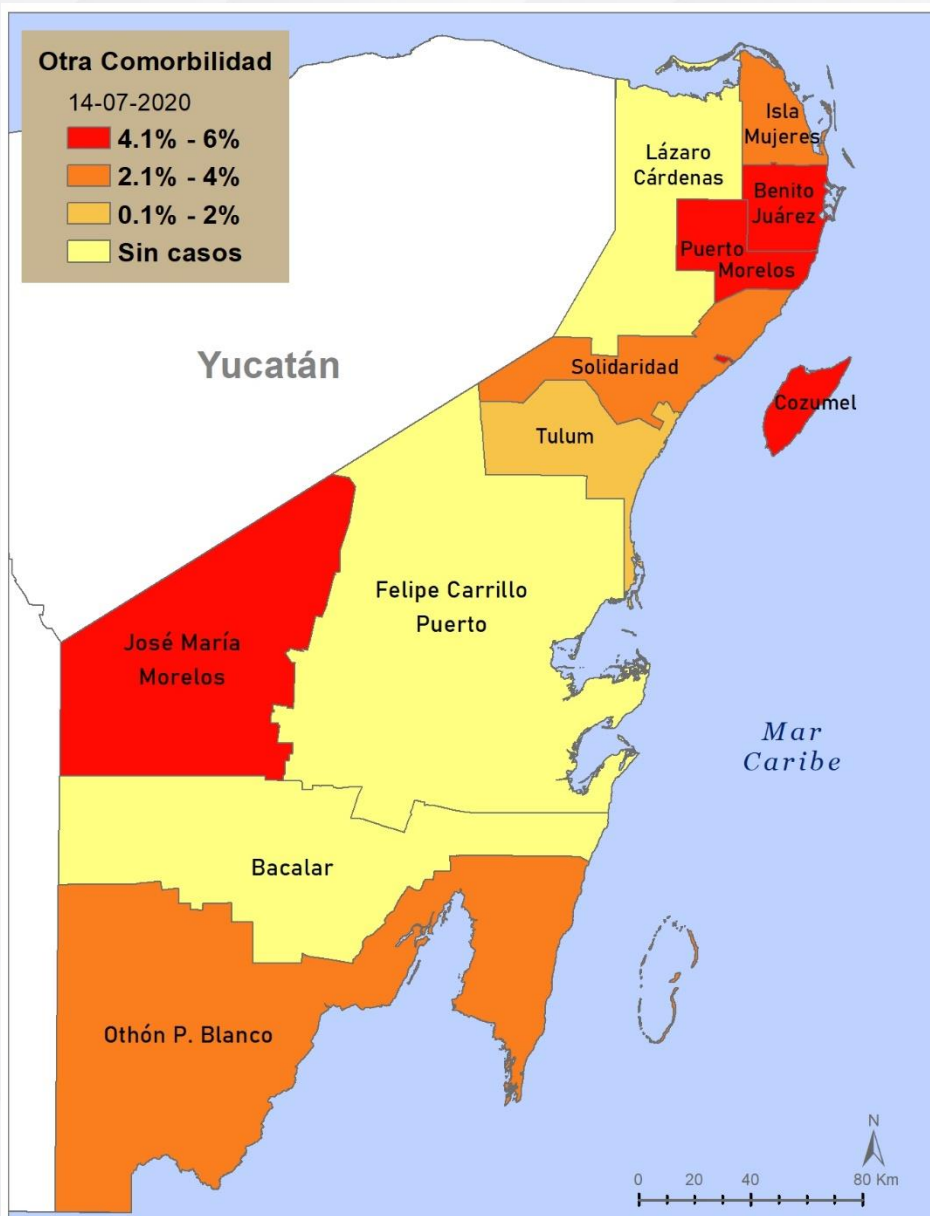 Otra Comorbilidad
14-07-2020
4.1% - 6%
2.1% - 4%
0.1% - 2%
Sin casos
Isla
Mujeres
Lázaro
Cárdenas
Benito
Juárez
Puerto
Morelos
Yucatán
Solidaridad
Cozumel
Tulum
Felipe Carrillo
Puerto
José María
Morelos
Mar
Caribe
Bacalar
Othón P. Blanco
N
0 20 40 80 Km